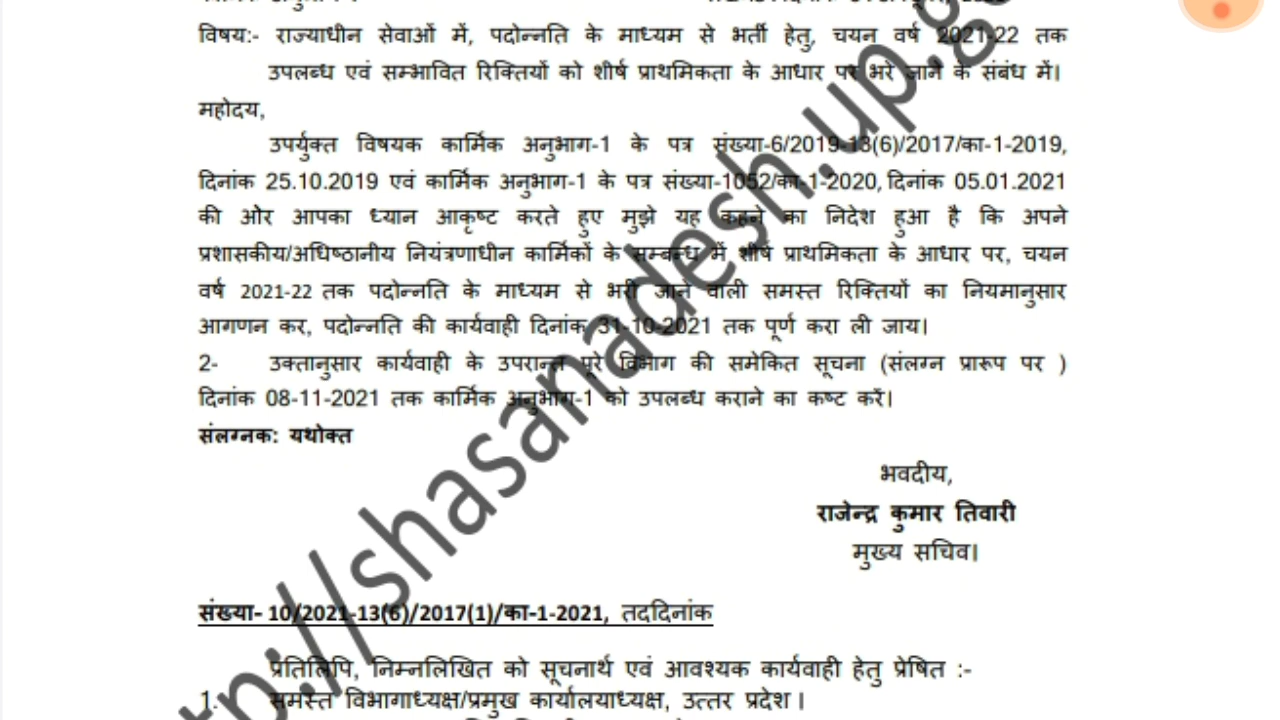 विषय:- राज्याधीन सेवाओं में, पदोन्नति के माध्यम से भर्ती हेतु, चयन वर्ष 2021-22 तक
उपलब्ध एवं सम्भावित रिक्तियों को शीर्ष प्राथमिकता के आधार पर भरे जाने के संबंध में।
महोदय,
उपर्युक्त विषयक कार्मिक अनुभाग-1 के पत्र संख्या-6/2019-13(6)/2017/का-1-2019,
दिनांक 25.10.2019 एवं कार्मिक अनुभाग-1 के पत्र संख्या-1052/का-1-2020, दिनांक 05.01.2021
की ओर आपका ध्यान आकृष्ट करते हुए मुझे यह कहने का निदेश हुआ है कि अपने
प्रशासकीय/अधिष्ठानीय नियंत्रणाधीन कार्मिकों के सम्बन्ध में शीर्ष प्राथमिकता के आधार पर, चयन
वर्ष 2021-22 तक पदोन्नति के माध्यम से भरी जाने वाली समस्त रिक्तियों का नियमानुसार
आगणन कर, पदोन्नति की कार्यवाही दिनांक 31-10-2021 तक पूर्ण करा ली जाय।
2- उक्तानुसार कार्यवाही के उपरान्त पूरे विभाग की समेकित सूचना (संलग्न प्रारूप पर )
दिनांक 08-11-2021 तक कार्मिक अनुभाग-1 को उपलब्ध कराने का कष्ट करें।
संलग्नक: यथोक्त
भवदीय,
राजेन्द्र कुमार तिवारी
मुख्य सचिव।
संख्या- 10/2021-13(6)/2017(1)/का-1-2021, तददिनांक
प्रतिलिपि, निम्नलिखित को सूचनार्थ एवं आवश्यक कार्यवाही हेतु प्रेषित :-
1. समस्त विभागाध्यक्ष/प्रमुख कार्यालयाध्यक्ष, उत्तर प्रदेश।
tp://shasanadesh.up.g